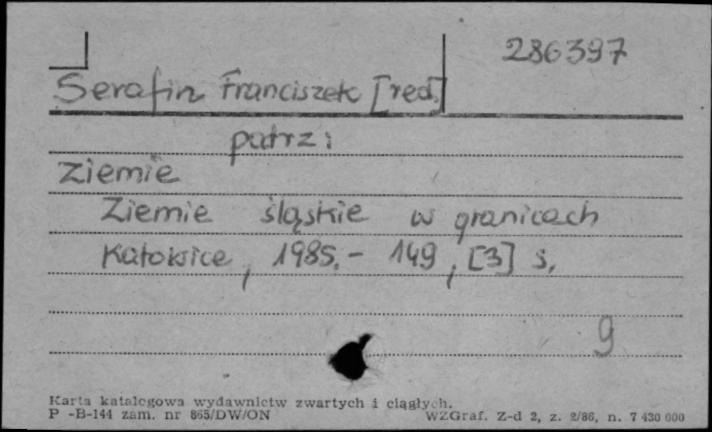 286397
Serafin Franciszek [red.]
patrz:
Ziemie
Ziemie śląskie w granicach
Katowice, 1985.- 149, [3] s.
9
Karta katalogowa wydawnictw zwartych i ciągłych.
P -B-144 zam. nr 865/DW/ON WZGraf. Z-d 2, z. 2/86, n. 7 430 000